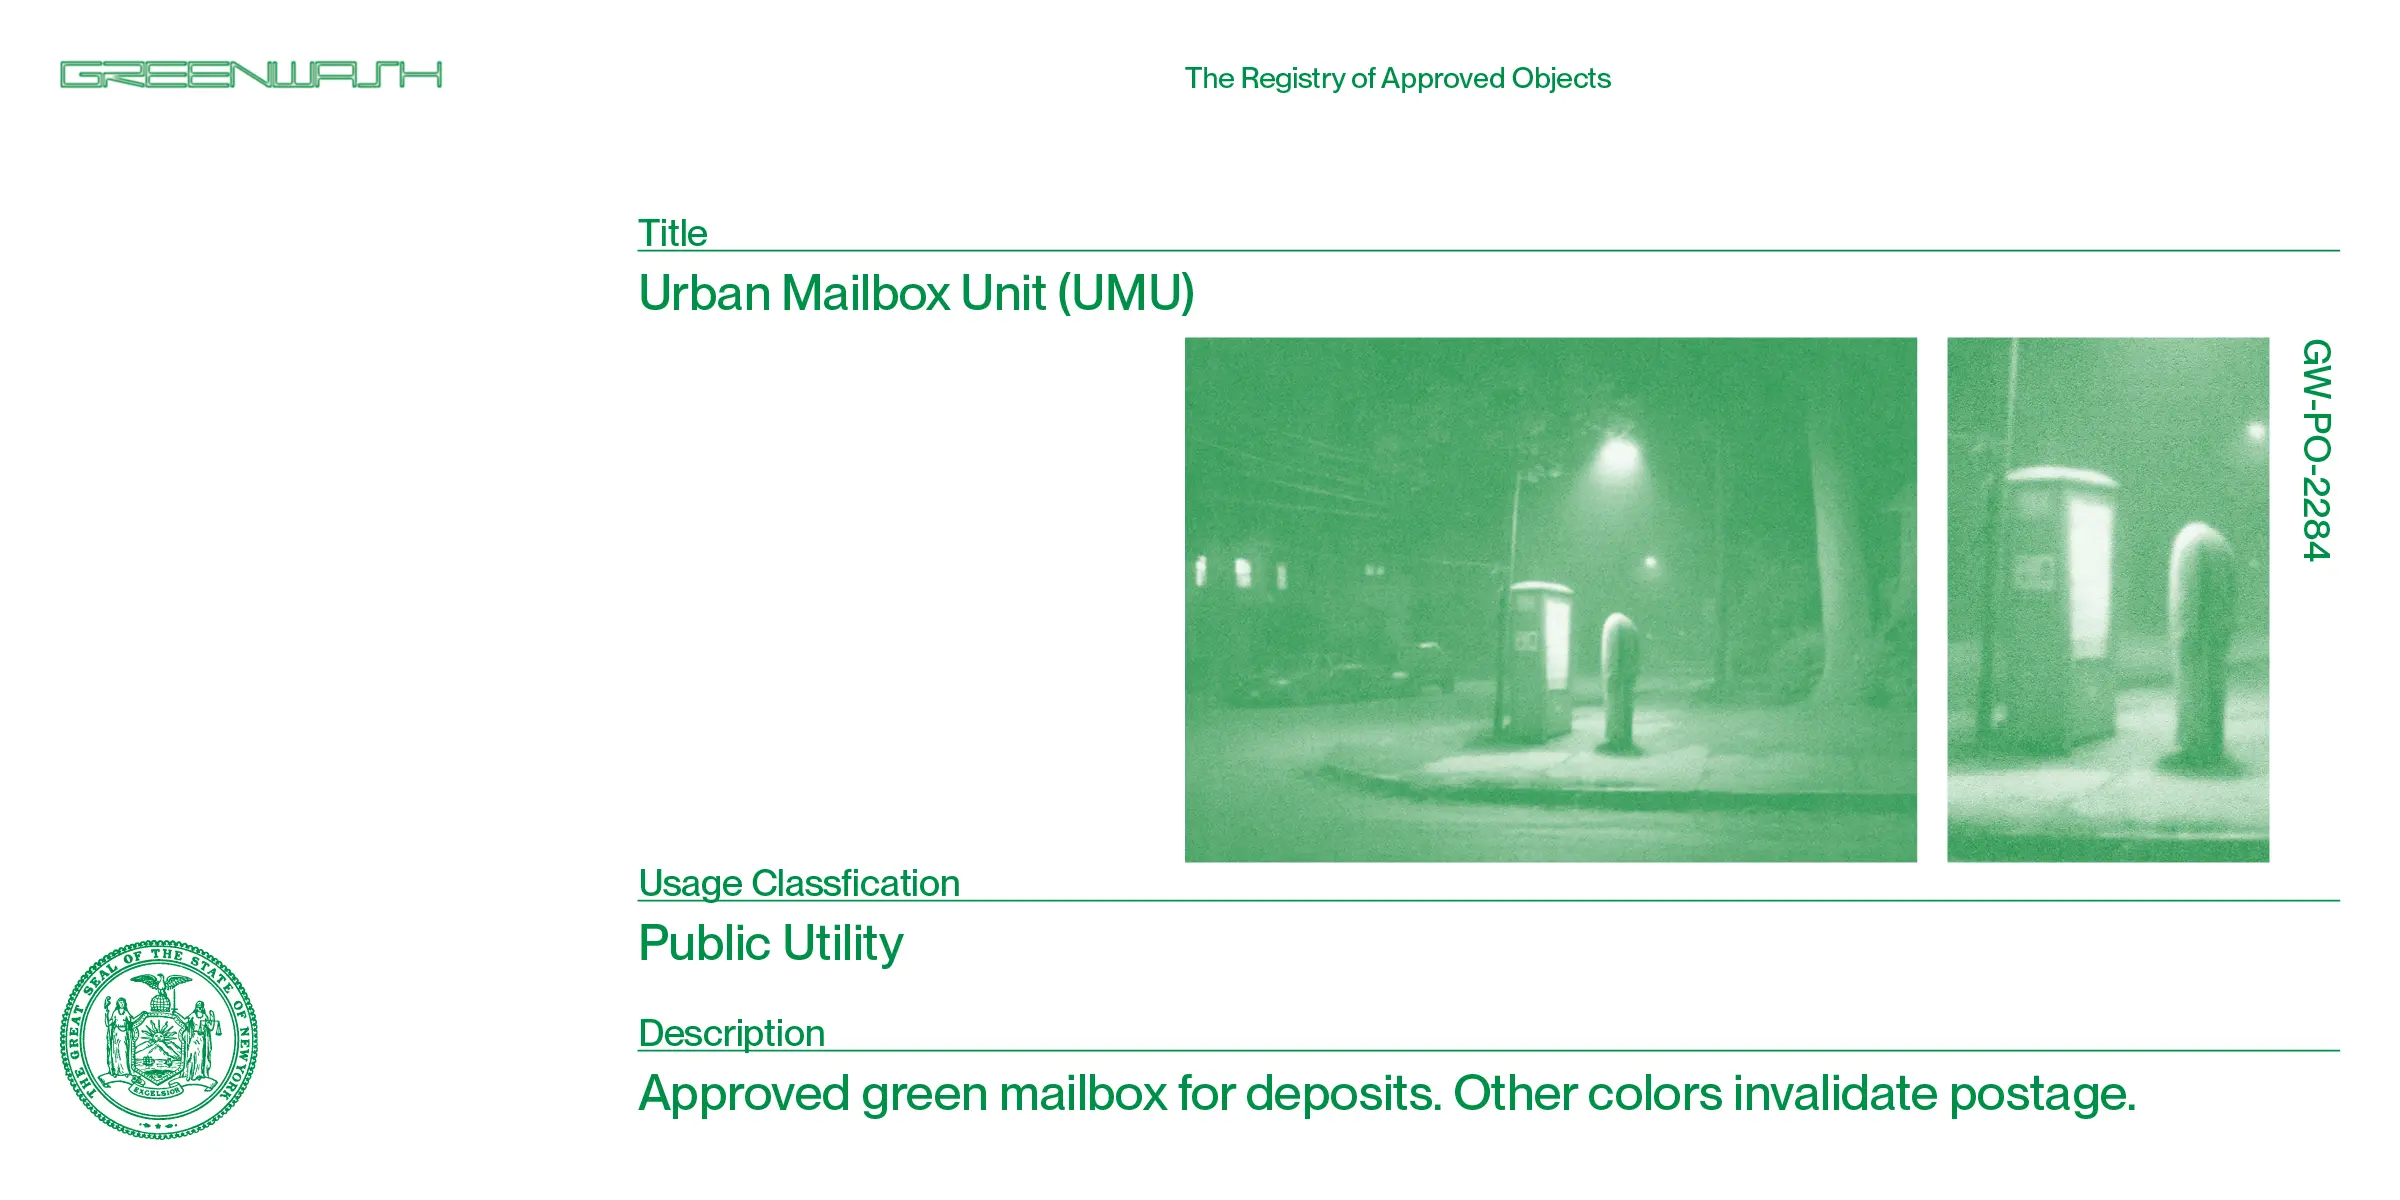 GREENWASH
The Registry of Approved Objects
Title
Urban Mailbox Unit (UMU)
GW-PO-2284
Usage Classfication
Public Utility
Description
Approved green mailbox for deposits. Other colors invalidate postage.
THE GREAT SEAL OF THE STATE OF NEW YORK
EXCELSIOR